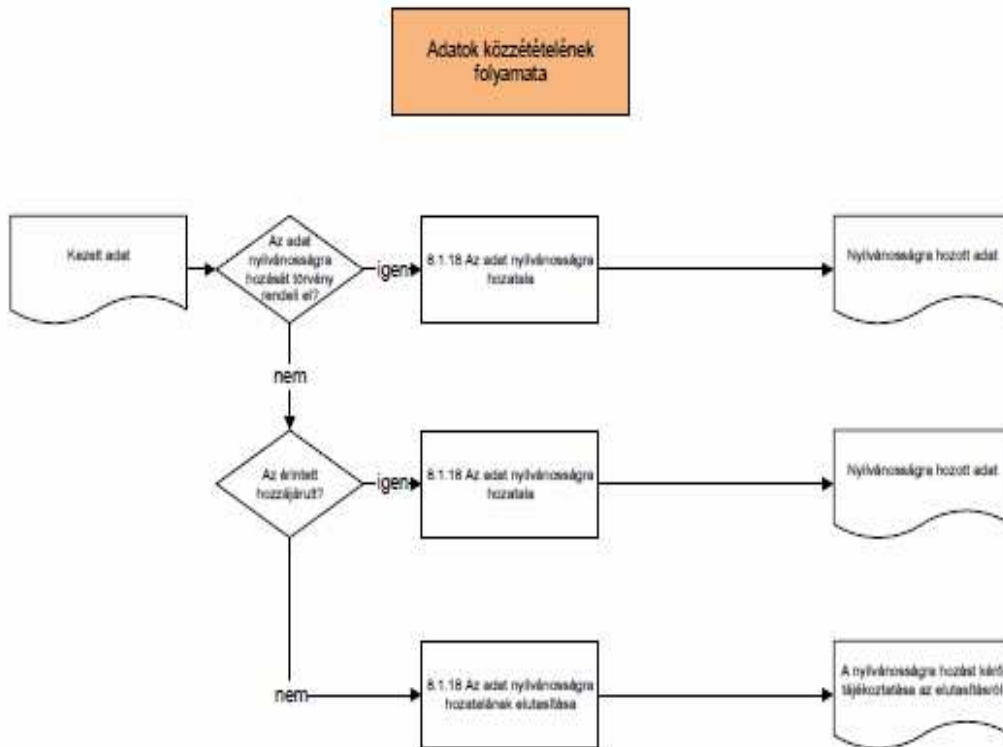 Adatok közzétételének
folyamata
Kezelt adat
Az adat
nyilvánosságra
hozását törvény
rendeli el?
igen
8.1.18 Az adat nyilvánosságra
hozatala
Nyilvánosságra hozott adat
nem
Az érintett
hozzájárult?
igen
8.1.18 Az adat nyilvánosságra
hozatala
Nyilvánosságra hozott adat
nem
8.1.18 Az adat nyilvánosságra
hozatalának elutasítása
A nyilvánosságra hozást kérő
tájékoztatása az elutasításról